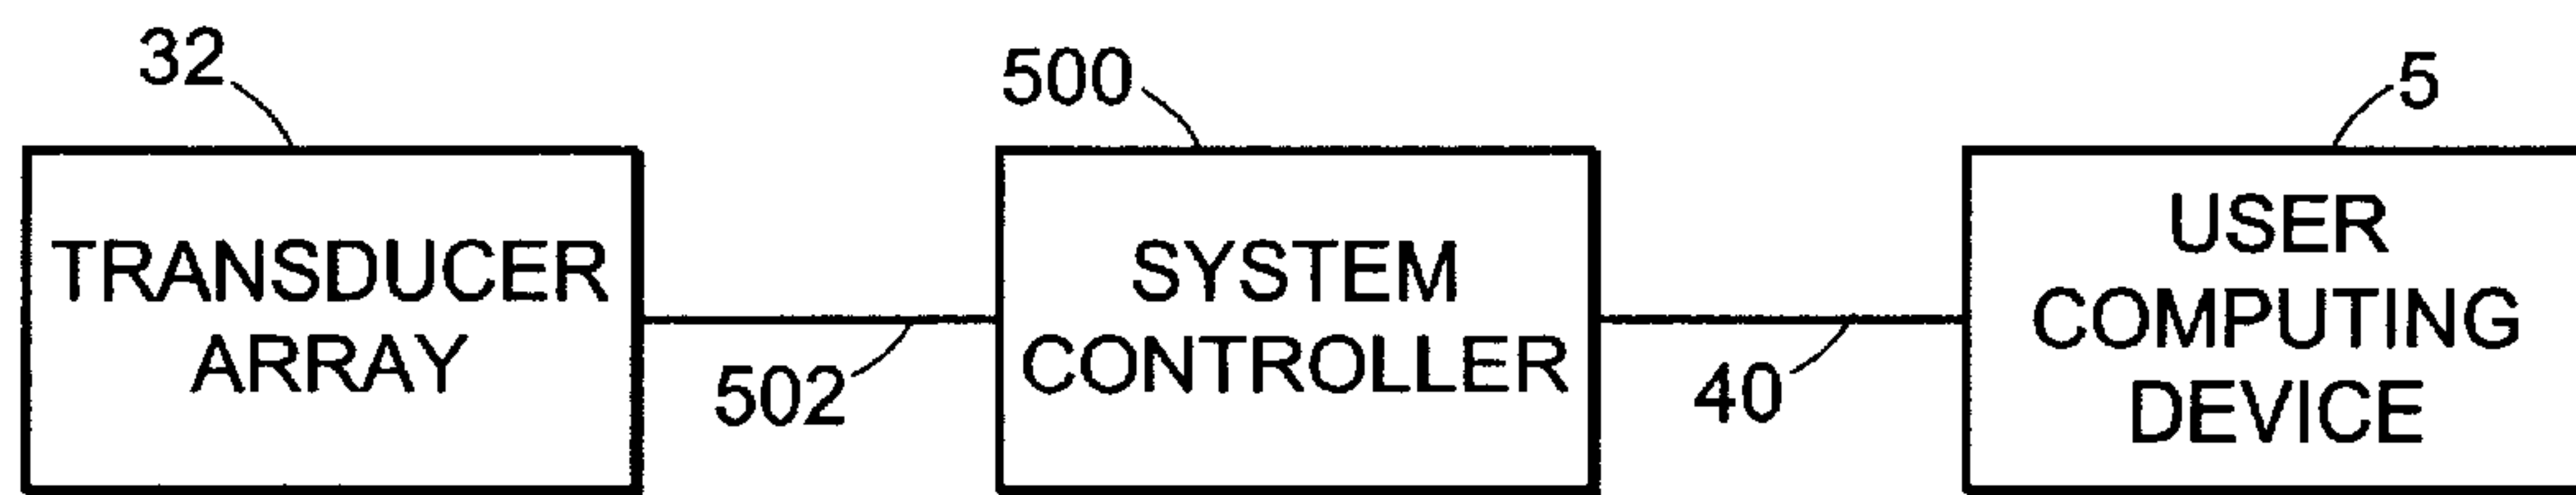 32
500
5
TRANSDUCER
ARRAY
502
SYSTEM
CONTROLLER
40
USER
COMPUTING
DEVICE